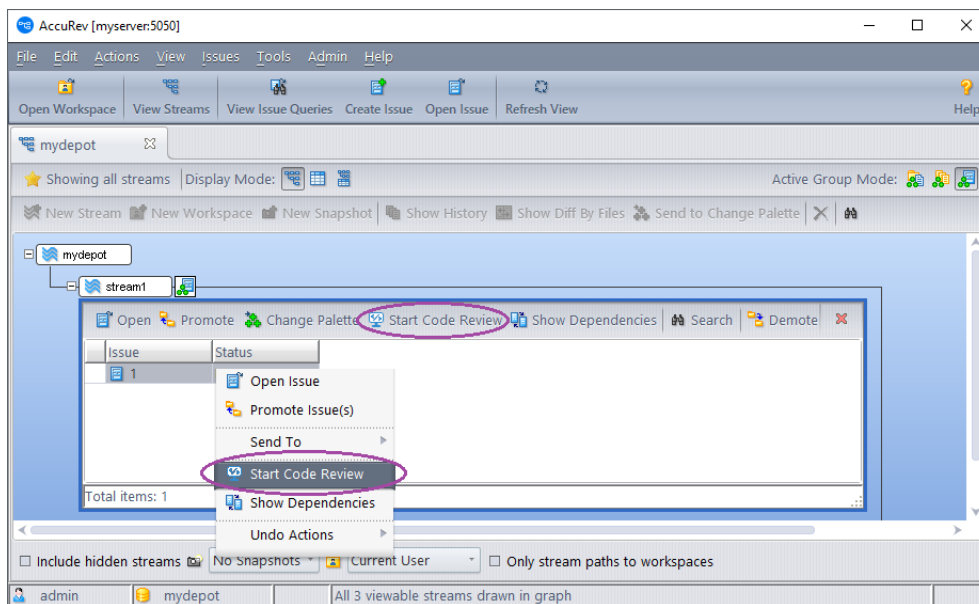 AccuRev [myserver:5050]
File Edit Actions View Issues Tools Admin Help
Open Workspace View Streams View Issue Queries Create Issue Open Issue Refresh View Help
mydepot
Showing all streams Display Mode: Active Group Mode:
New Stream New Workspace New Snapshot Show History Show Diff By Files Send to Change Palette
mydepot
stream1
Open Promote Change Palette Start Code Review Show Dependencies Search Demote
Issue Status
1
Open Issue
Promote Issue(s)
Send To
Start Code Review
Show Dependencies
Undo Actions
Total items: 1
Include hidden streams No Snapshots Current User Only stream paths to workspaces
admin mydepot All 3 viewable streams drawn in graph